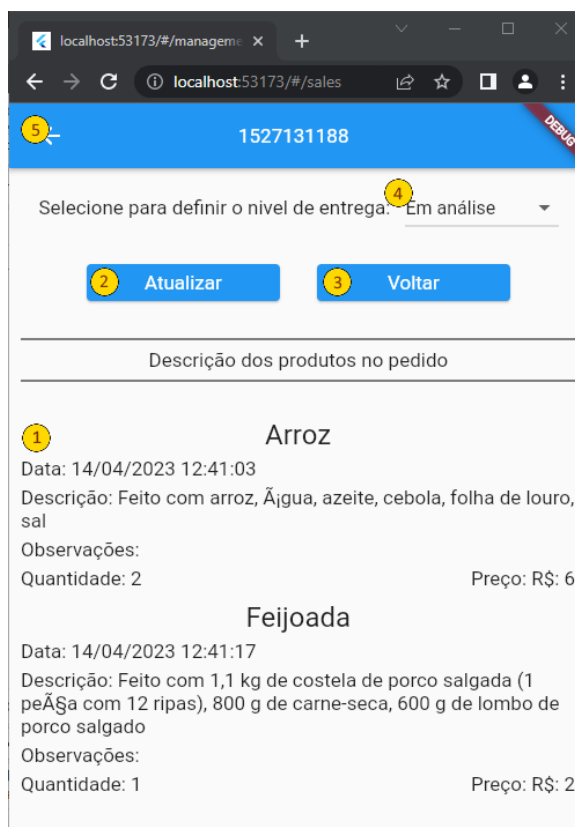 localhost:53173/#/manageme
localhost:53173/#/sales
5
1527131188
DEBUG
Selecione para definir o nivel de entrega:
4
Em análise
2
Atualizar
3
Voltar
Descrição dos produtos no pedido
1
Arroz
Data: 14/04/2023 12:41:03
Descrição: Feito com arroz, Ã¡gua, azeite, cebola, folha de louro,
sal
Observações:
Quantidade: 2 Preço: R$: 6
Feijoada
Data: 14/04/2023 12:41:17
Descrição: Feito com 1,1 kg de costela de porco salgada (1
peÃ§a com 12 ripas), 800 g de carne-seca, 600 g de lombo de
porco salgado
Observações:
Quantidade: 1 Preço: R$: 2